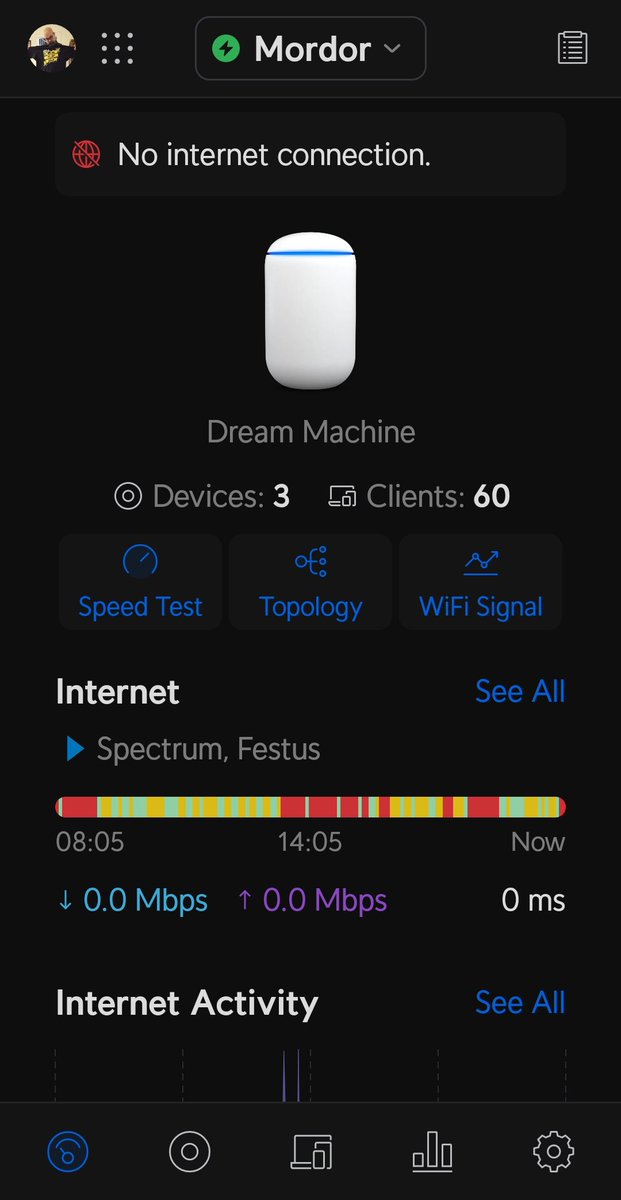 Mordor
No internet connection.
Dream Machine
Devices: 3 Clients: 60
Speed Test Topology WiFi Signal
Internet See All
Spectrum, Festus
08:05 14:05 Now
↓ 0.0 Mbps ↑ 0.0 Mbps 0 ms
Internet Activity See All